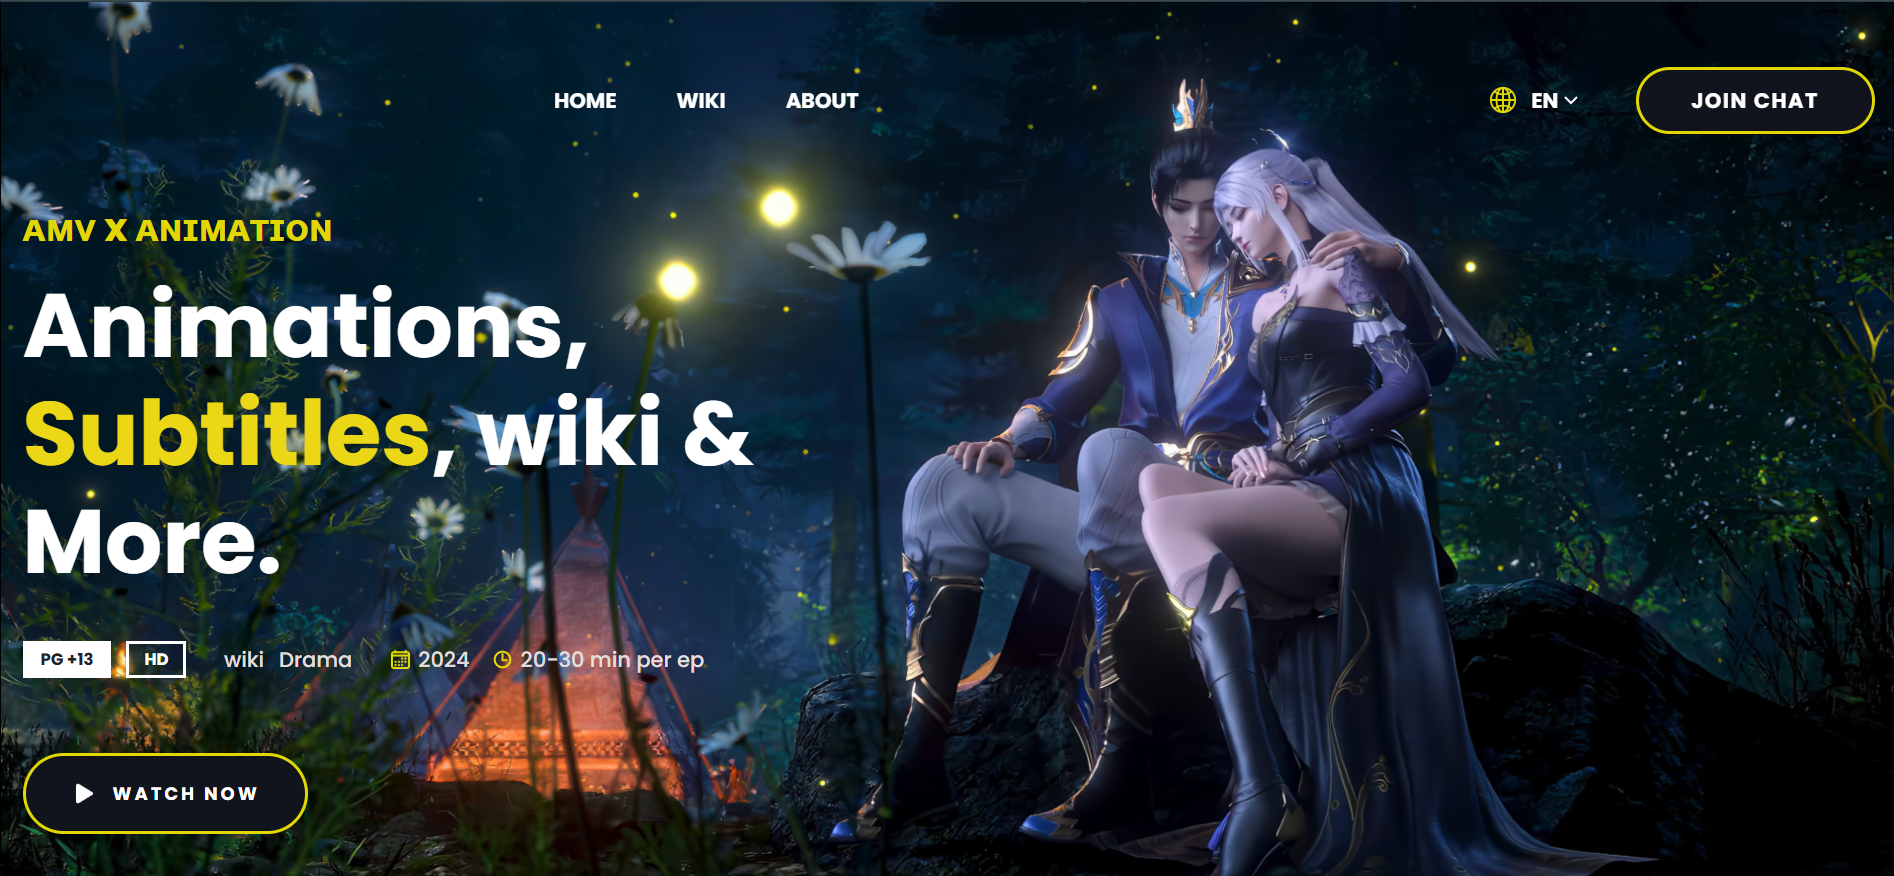 HOME WIKI ABOUT EN JOIN CHAT
AMV X ANIMATION
Animations,
Subtitles, wiki &
More.
PG +13 HD wiki Drama 2024 20-30 min per ep
WATCH NOW